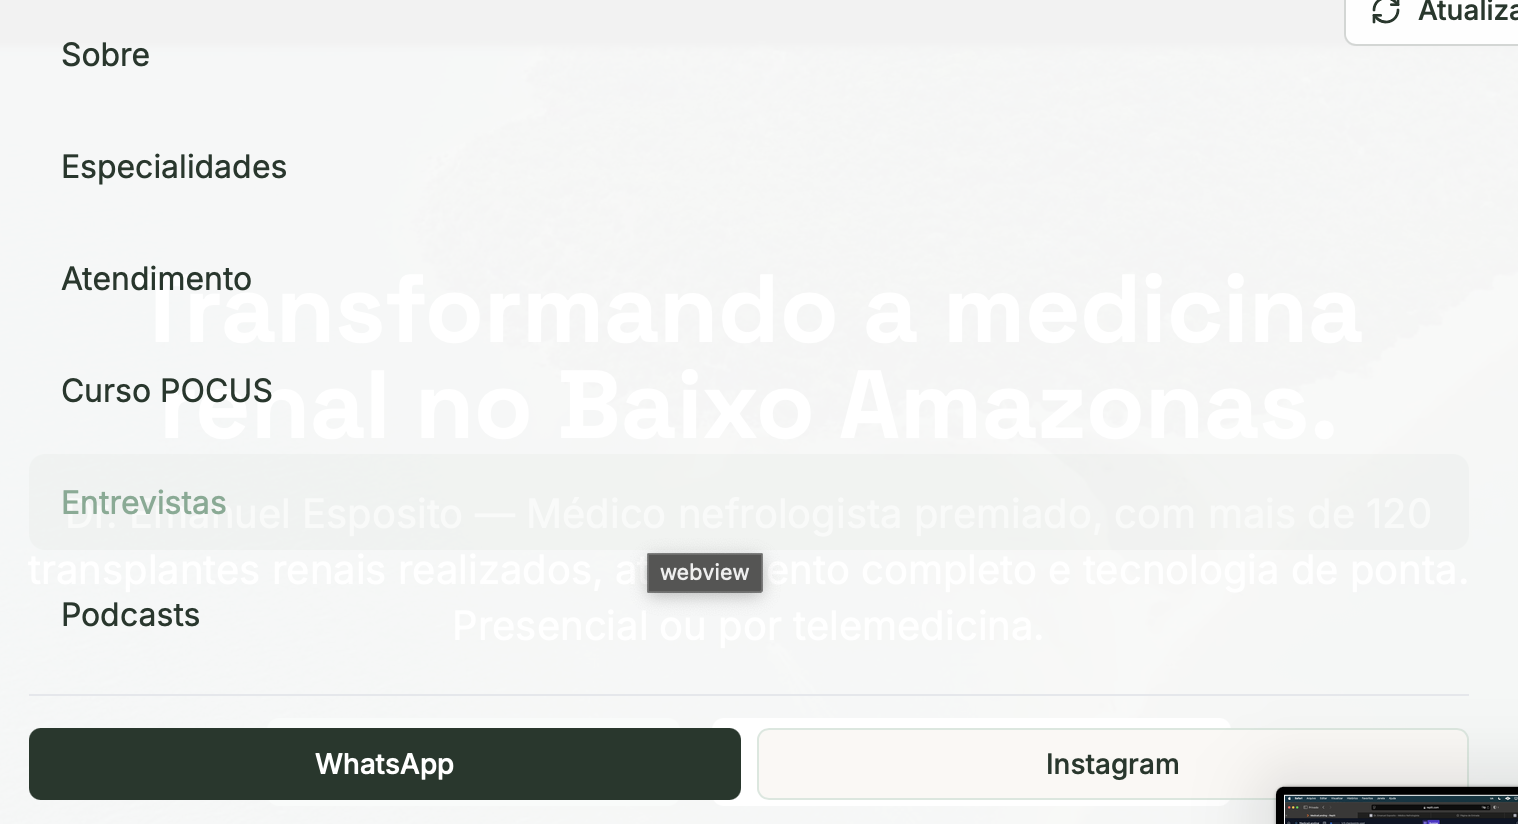 Atualiza
Sobre
Especialidades
Atendimento
Transformando a medicina
renal no Baixo Amazonas.
Curso POCUS
Entrevistas
Dr. Emanuel Esposito — Médico nefrologista premiado, com mais de 120
transplantes renais realizados, a ento completo e tecnologia de ponta.
webview
Presencial ou por telemedicina.
Podcasts
WhatsApp
Instagram